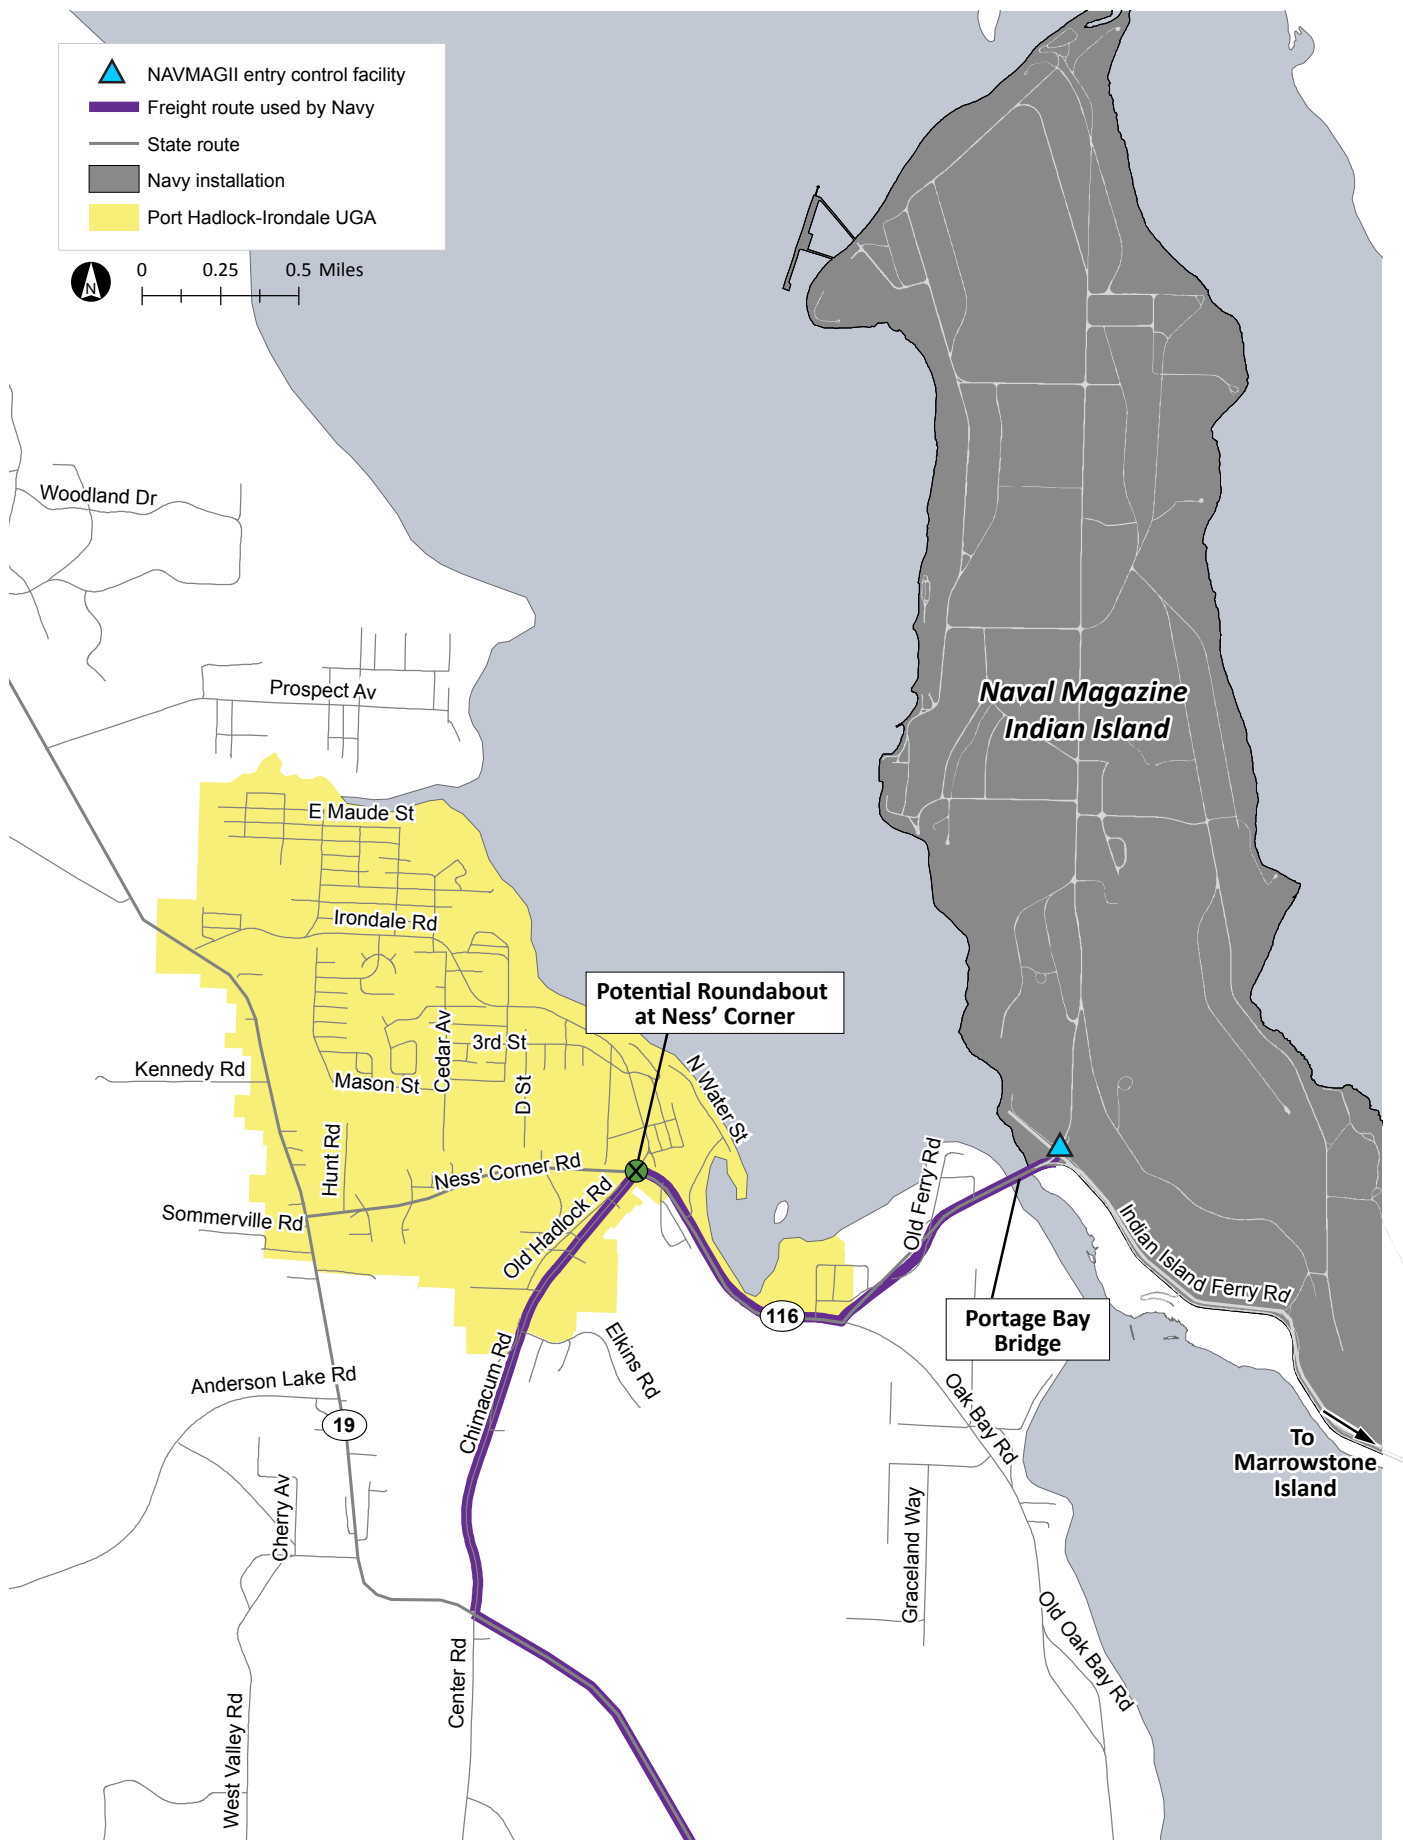 NAVMAGII entry control facility
Freight route used by Navy
State route
Navy installation
Port Hadlock-Irondale UGA
N
0 0.25 0.5 Miles
Woodland Dr
Prospect Av
Naval Magazine
Indian Island
E Maude St
Irondale Rd
Potential Roundabout
at Ness' Corner
3rd St
Cedar Av
Kennedy Rd
Mason St
D St
N Water St
Hunt Rd
Ness' Corner Rd
Old Ferry Rd
Sommerville Rd
Old Hadlock Rd
Indian Island Ferry Rd
116
Portage Bay
Bridge
Elkins Rd
Chimacum Rd
Anderson Lake Rd
19
Oak Bay Rd
To
Marrowstone
Island
Cherry Av
Graceland Way
Old Oak Bay Rd
Center Rd
West Valley Rd